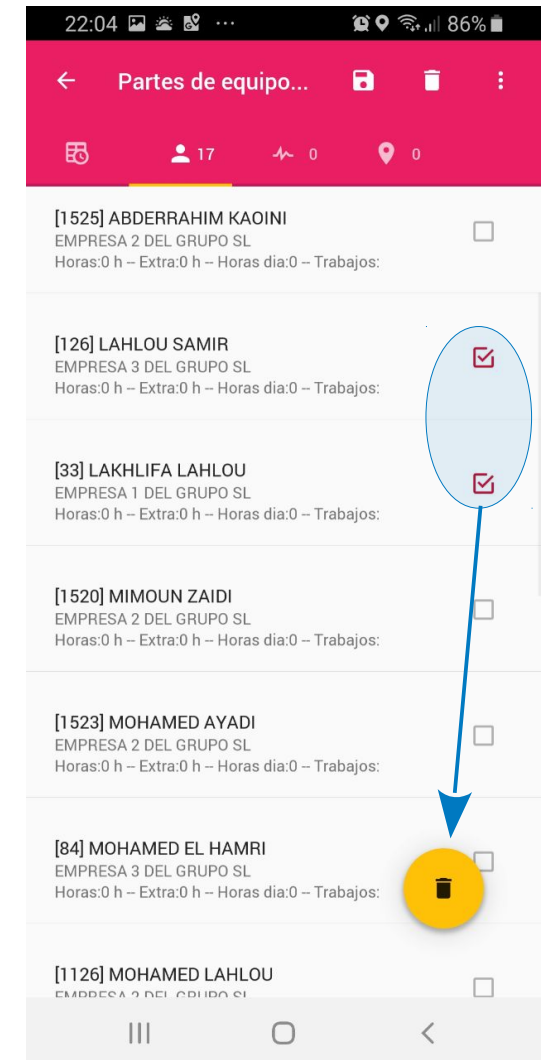 22:04 86%
Partes de equipo...
17 0 0
[1525] ABDERRAHIM KAOINI
EMPRESA 2 DEL GRUPO SL
Horas:0 h -- Extra:0 h -- Horas dia:0 -- Trabajos:
[126] LAHLOU SAMIR
EMPRESA 3 DEL GRUPO SL
Horas:0 h -- Extra:0 h -- Horas dia:0 -- Trabajos:
[33] LAKHLIFA LAHLOU
EMPRESA 1 DEL GRUPO SL
Horas:0 h -- Extra:0 h -- Horas dia:0 -- Trabajos:
[1520] MIMOUN ZAIDI
EMPRESA 2 DEL GRUPO SL
Horas:0 h -- Extra:0 h -- Horas dia:0 -- Trabajos:
[1523] MOHAMED AYADI
EMPRESA 2 DEL GRUPO SL
Horas:0 h -- Extra:0 h -- Horas dia:0 -- Trabajos:
[84] MOHAMED EL HAMRI
EMPRESA 3 DEL GRUPO SL
Horas:0 h -- Extra:0 h -- Horas dia:0 -- Trabajos:
[1126] MOHAMED LAHLOU
EMPRESA 2 DEL GRUPO SL